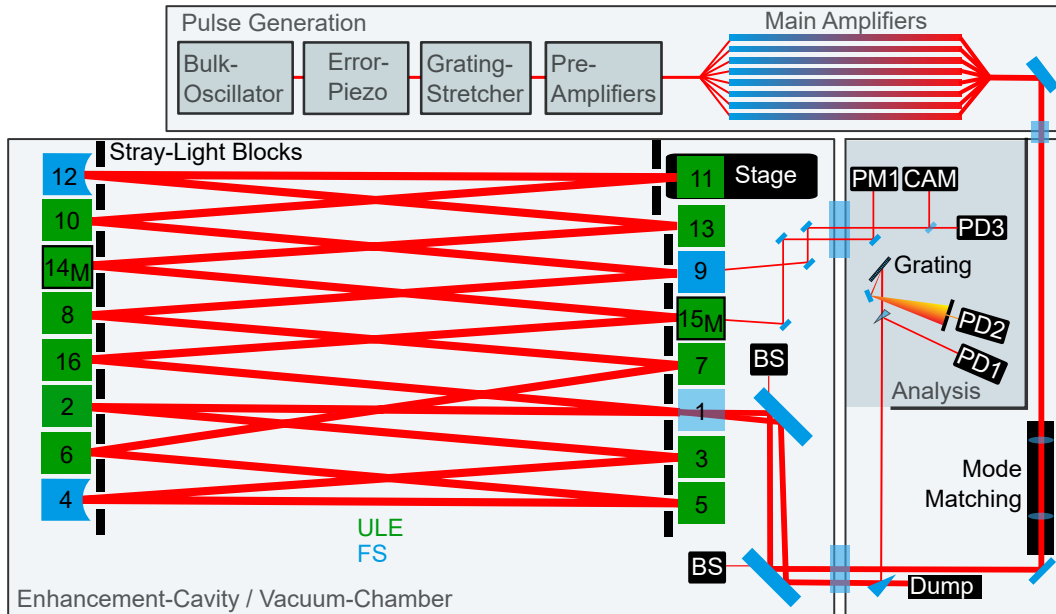 Pulse Generation
Main Amplifiers
Bulk-
Oscillator
Error-
Piezo
Grating-
Stretcher
Pre-
Amplifiers
Stray-Light Blocks
12
10
14M
8
16
2
6
4
11
Stage
13
9
15M
7
1
3
5
BS
BS
ULE
FS
Enhancement-Cavity / Vacuum-Chamber
PM1
CAM
PD3
Grating
PD2
PD1
Analysis
Mode
Matching
Dump